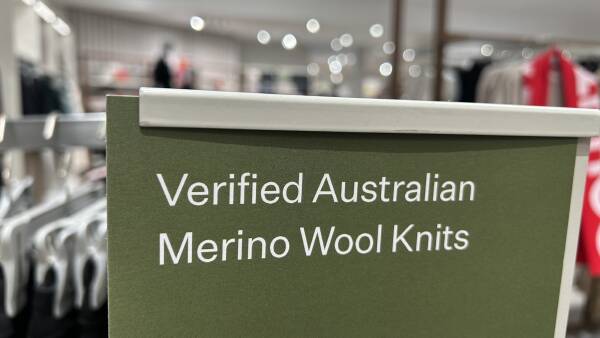 Verified Australian
Merino Wool Knits